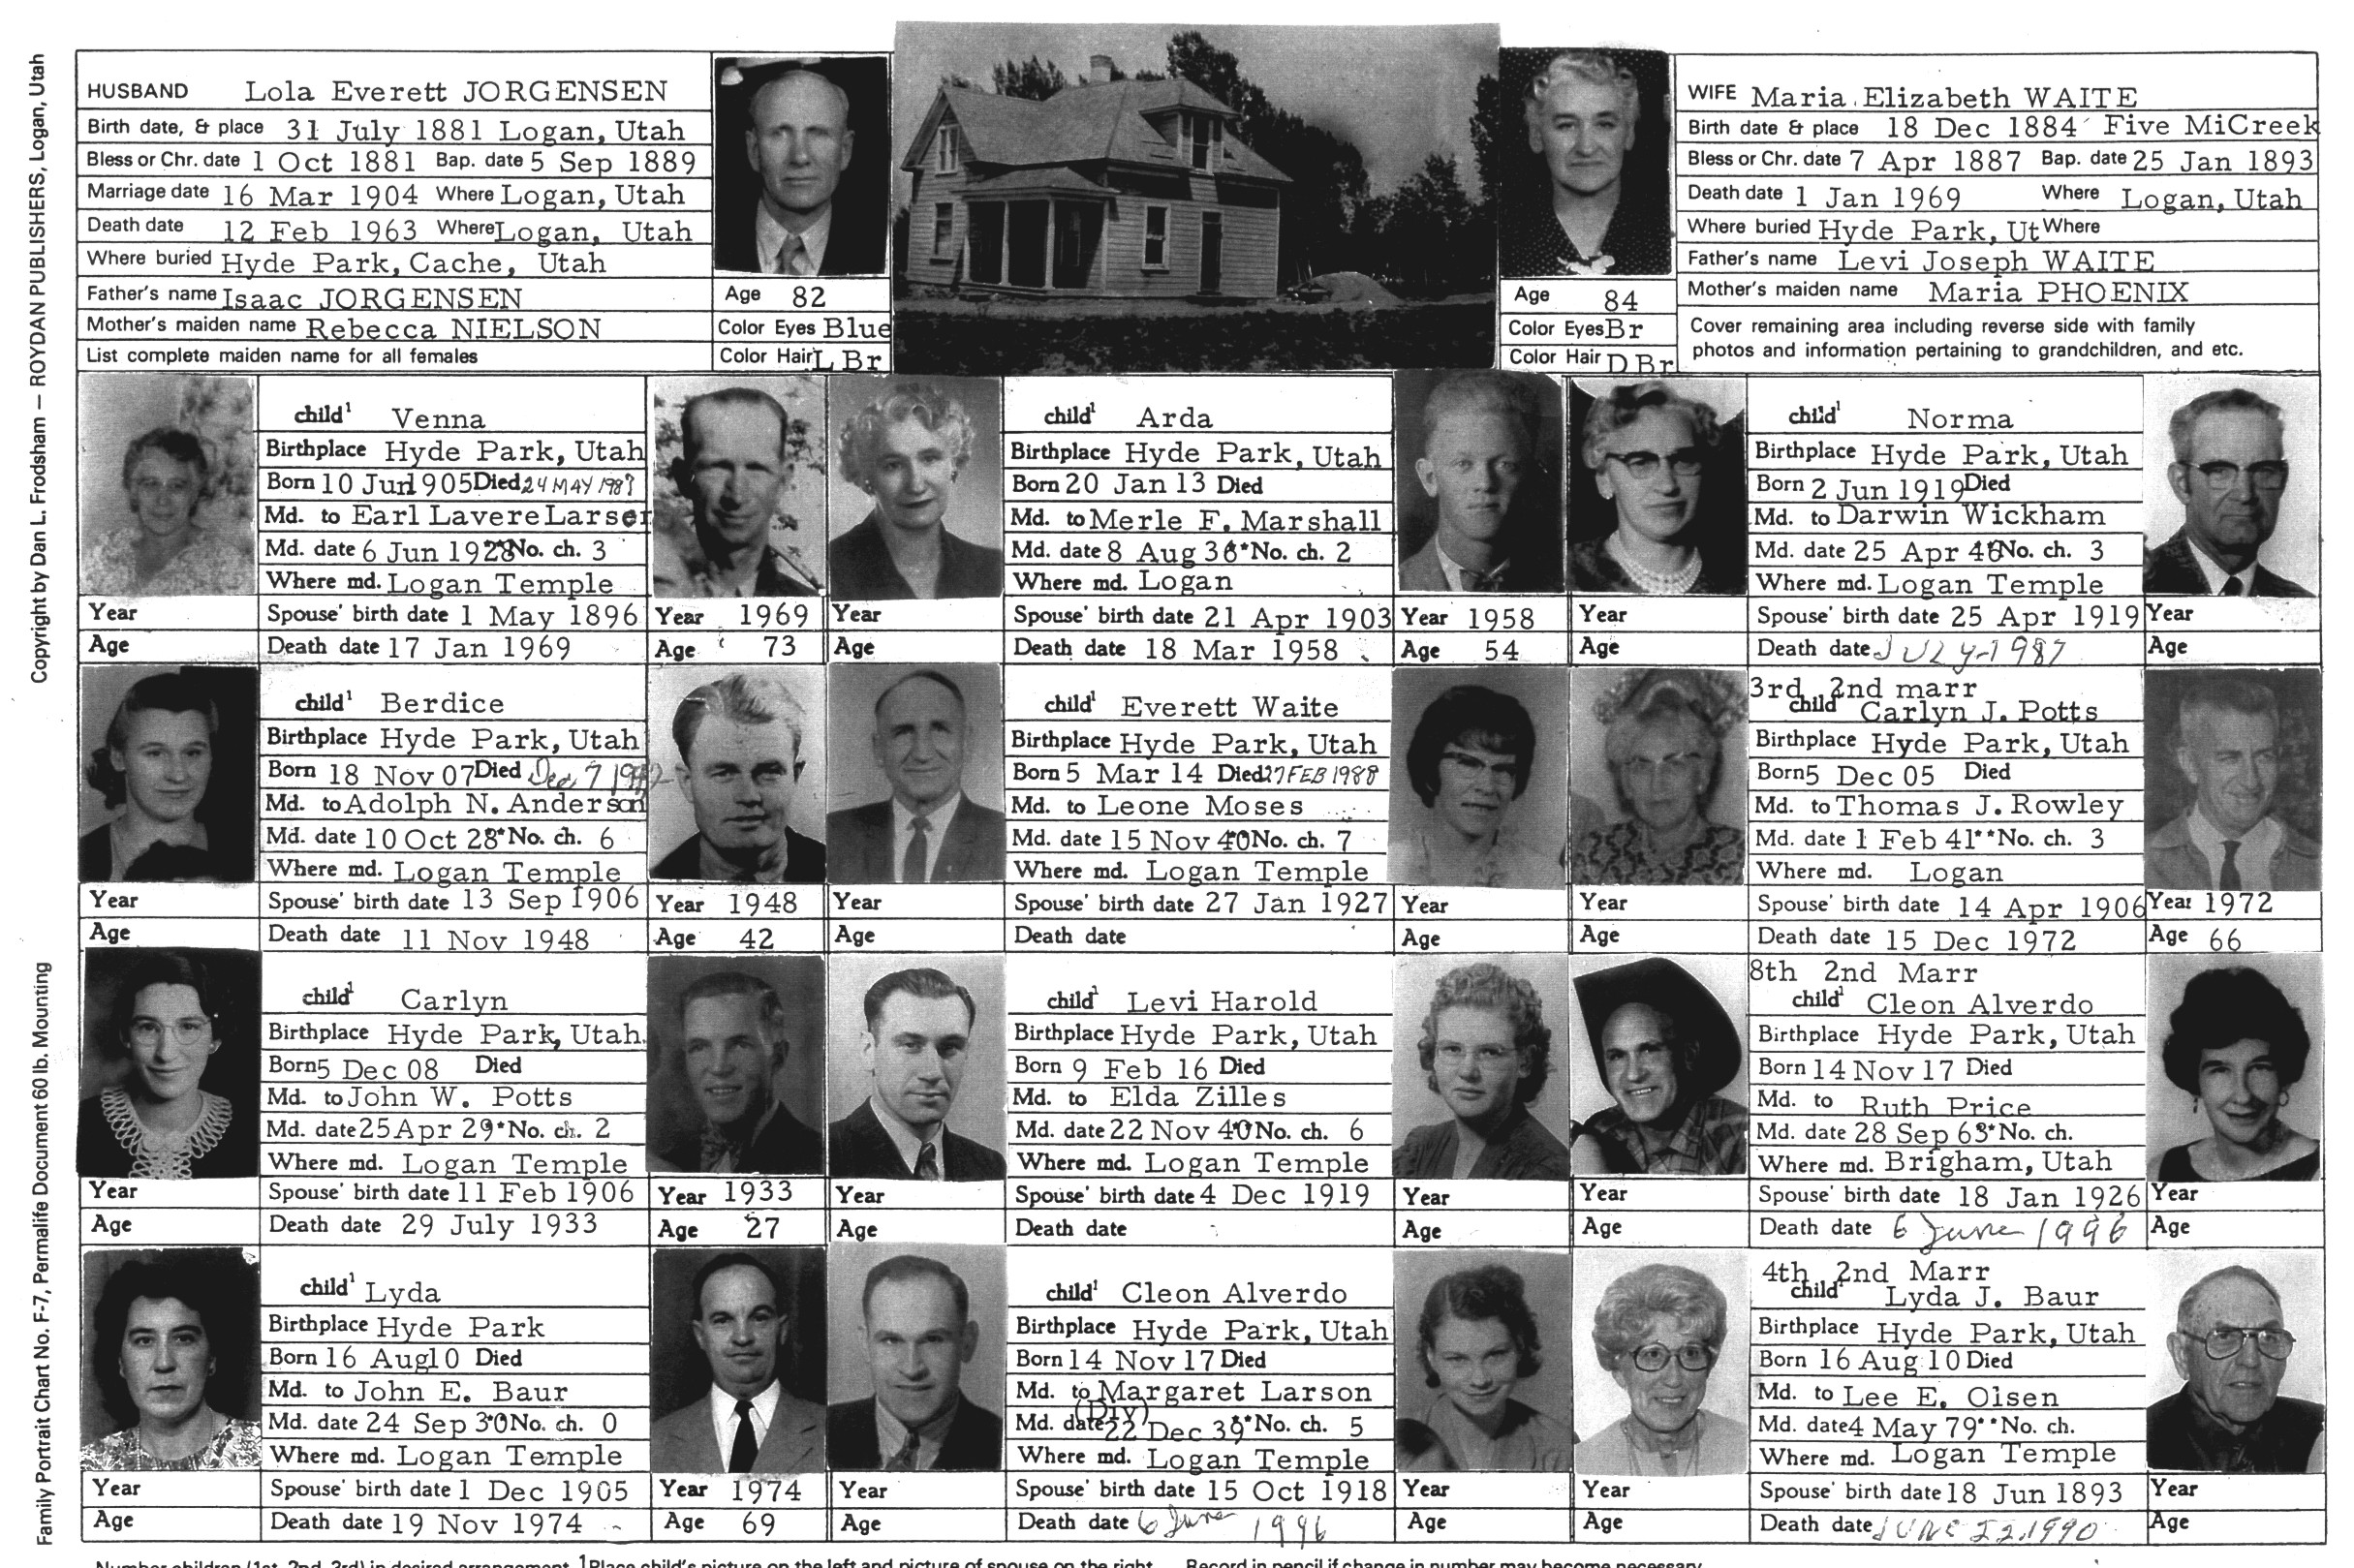 Copyright by Dan L. Frodsham — ROYDAN PUBLISHERS, Logan, Utah
Family Portrait Chart No. F-7, Permalife Document 60 lb. Mounting
HUSBAND Lola Everett JORGENSEN
Birth date, & place 31 July 1881 Logan, Utah
Bless or Chr. date 1 Oct 1881 Bap. date 5 Sep 1889
Marriage date 16 Mar 1904 Where Logan, Utah
Death date 12 Feb 1963 Where Logan, Utah
Where buried Hyde Park, Cache, Utah
Father's name Isaac JORGENSEN
Mother's maiden name Rebecca NIELSON
List complete maiden name for all females
Age 82
Color Eyes Blue
Color Hair L Br
Age 84
Color Eyes Br
Color Hair D Br
WIFE Maria Elizabeth WAITE
Birth date & place 18 Dec 1884 Five MiCreek
Bless or Chr. date 7 Apr 1887 Bap. date 25 Jan 1893
Death date 1 Jan 1969 Where Logan, Utah
Where buried Hyde Park, Ut Where
Father's name Levi Joseph WAITE
Mother's maiden name Maria PHOENIX
Cover remaining area including reverse side with family
photos and information pertaining to grandchildren, and etc.
child¹ Venna
Birthplace Hyde Park, Utah
Born 10 Jun 1905 Died 24 MAY 1987
Md. to Earl Lavere Larsen
Md. date 6 Jun 1928 *No. ch. 3
Where md. Logan Temple
Year
Spouse' birth date 1 May 1896
Year 1969
Age
Death date 17 Jan 1969
Age 73
child¹ Arda
Birthplace Hyde Park, Utah
Born 20 Jan 13 Died
Md. to Merle F. Marshall
Md. date 8 Aug 36 *No. ch. 2
Where md. Logan
Year
Spouse' birth date 21 Apr 1903
Year 1958
Age
Death date 18 Mar 1958
Age 54
child¹ Norma
Birthplace Hyde Park, Utah
Born 2 Jun 1919 Died
Md. to Darwin Wickham
Md. date 25 Apr 46 No. ch. 3
Where md. Logan Temple
Year
Spouse' birth date 25 Apr 1919
Year
Age
Death date JULY-1987
Age
child¹ Berdice
Birthplace Hyde Park, Utah
Born 18 Nov 07 Died Dec 7
Md. to Adolph N. Anderson
Md. date 10 Oct 28 *No. ch. 6
Where md. Logan Temple
Year
Spouse' birth date 13 Sep 1906
Year 1948
Age
Death date 11 Nov 1948
Age 42
child¹ Everett Waite
Birthplace Hyde Park, Utah
Born 5 Mar 14 Died 27 FEB 1988
Md. to Leone Moses
Md. date 15 Nov 40 No. ch. 7
Where md. Logan Temple
Year
Spouse' birth date 27 Jan 1927
Year
Age
Death date
Age
3rd 2nd marr
child Carlyn J. Potts
Birthplace Hyde Park, Utah
Born 5 Dec 05 Died
Md. to Thomas J. Rowley
Md. date 1 Feb 41 **No. ch. 3
Where md. Logan
Year
Spouse' birth date 14 Apr 1906
Year 1972
Age
Death date 15 Dec 1972
Age 66
child¹ Carlyn
Birthplace Hyde Park, Utah.
Born 5 Dec 08 Died
Md. to John W. Potts
Md. date 25 Apr 29 *No. ch. 2
Where md. Logan Temple
Year
Spouse' birth date 11 Feb 1906
Year 1933
Age
Death date 29 July 1933
Age 27
child¹ Levi Harold
Birthplace Hyde Park, Utah
Born 9 Feb 16 Died
Md. to Elda Zilles
Md. date 22 Nov 40 No. ch. 6
Where md. Logan Temple
Year
Spouse' birth date 4 Dec 1919
Year
Age
Death date
Age
8th 2nd Marr
child¹ Cleon Alverdo
Birthplace Hyde Park, Utah
Born 14 Nov 17 Died
Md. to Ruth Price
Md. date 28 Sep 63 *No. ch.
Where md. Brigham, Utah
Year
Spouse' birth date 18 Jan 1926
Year
Age
Death date 6 June 1996
Age
child¹ Lyda
Birthplace Hyde Park
Born 16 Aug 10 Died
Md. to John E. Baur
Md. date 24 Sep 30 No. ch. 0
Where md. Logan Temple
Year
Spouse' birth date 1 Dec 1905
Year 1974
Age
Death date 19 Nov 1974
Age 69
child¹ Cleon Alverdo
Birthplace Hyde Park, Utah
Born 14 Nov 17 Died
Md. to Margaret Larson
(Div)
Md. date 22 Dec 39 *No. ch. 5
Where md. Logan Temple
Year
Spouse' birth date 15 Oct 1918
Year
Age
Death date 6 June 1996
Age
4th 2nd Marr
child Lyda J. Baur
Birthplace Hyde Park, Utah
Born 16 Aug 10 Died
Md. to Lee E. Olsen
Md. date 4 May 79 **No. ch.
Where md. Logan Temple
Year
Spouse' birth date 18 Jun 1893
Year
Age
Death date JUNE 22, 1990
Age
Number children (1st, 2nd, 3rd) in desired arrangement. ¹Place child's picture on the left and picture of spouse on the right. Record in pencil if change in number may become necessary.